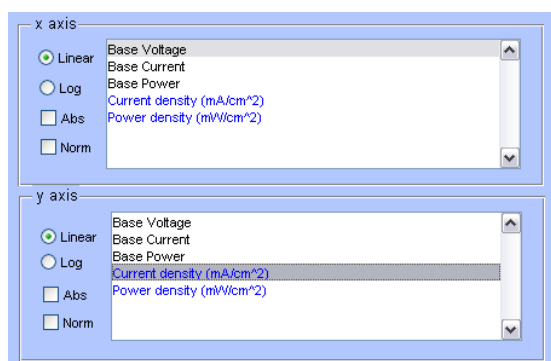 x axis
Linear
Log
Abs
Norm
Base Voltage
Base Current
Base Power
Current density (mA/cm^2)
Power density (mW/cm^2)
y axis
Linear
Log
Abs
Norm
Base Voltage
Base Current
Base Power
Current density (mA/cm^2)
Power density (mW/cm^2)